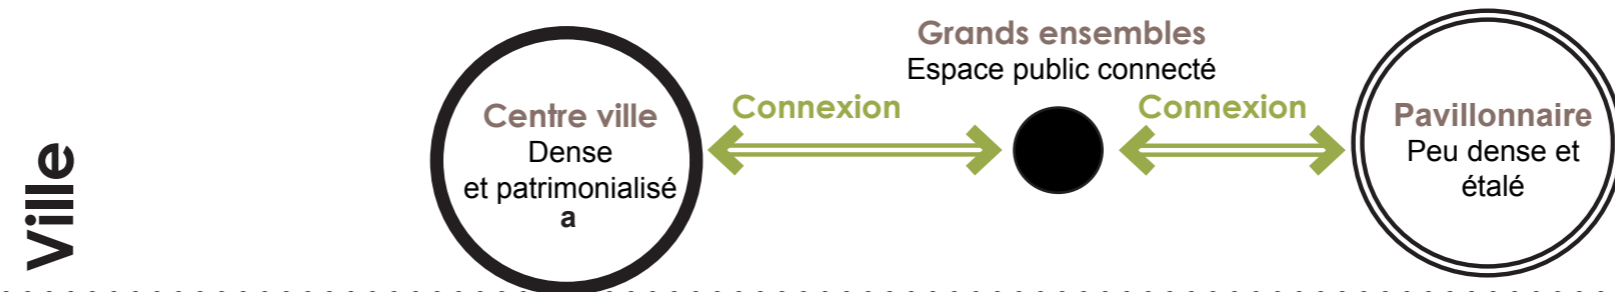 Ville
Centre ville
Dense
et patrimonialisé
a
Connexion
Grands ensembles
Espace public connecté
Connexion
Pavillonnaire
Peu dense et
étalé